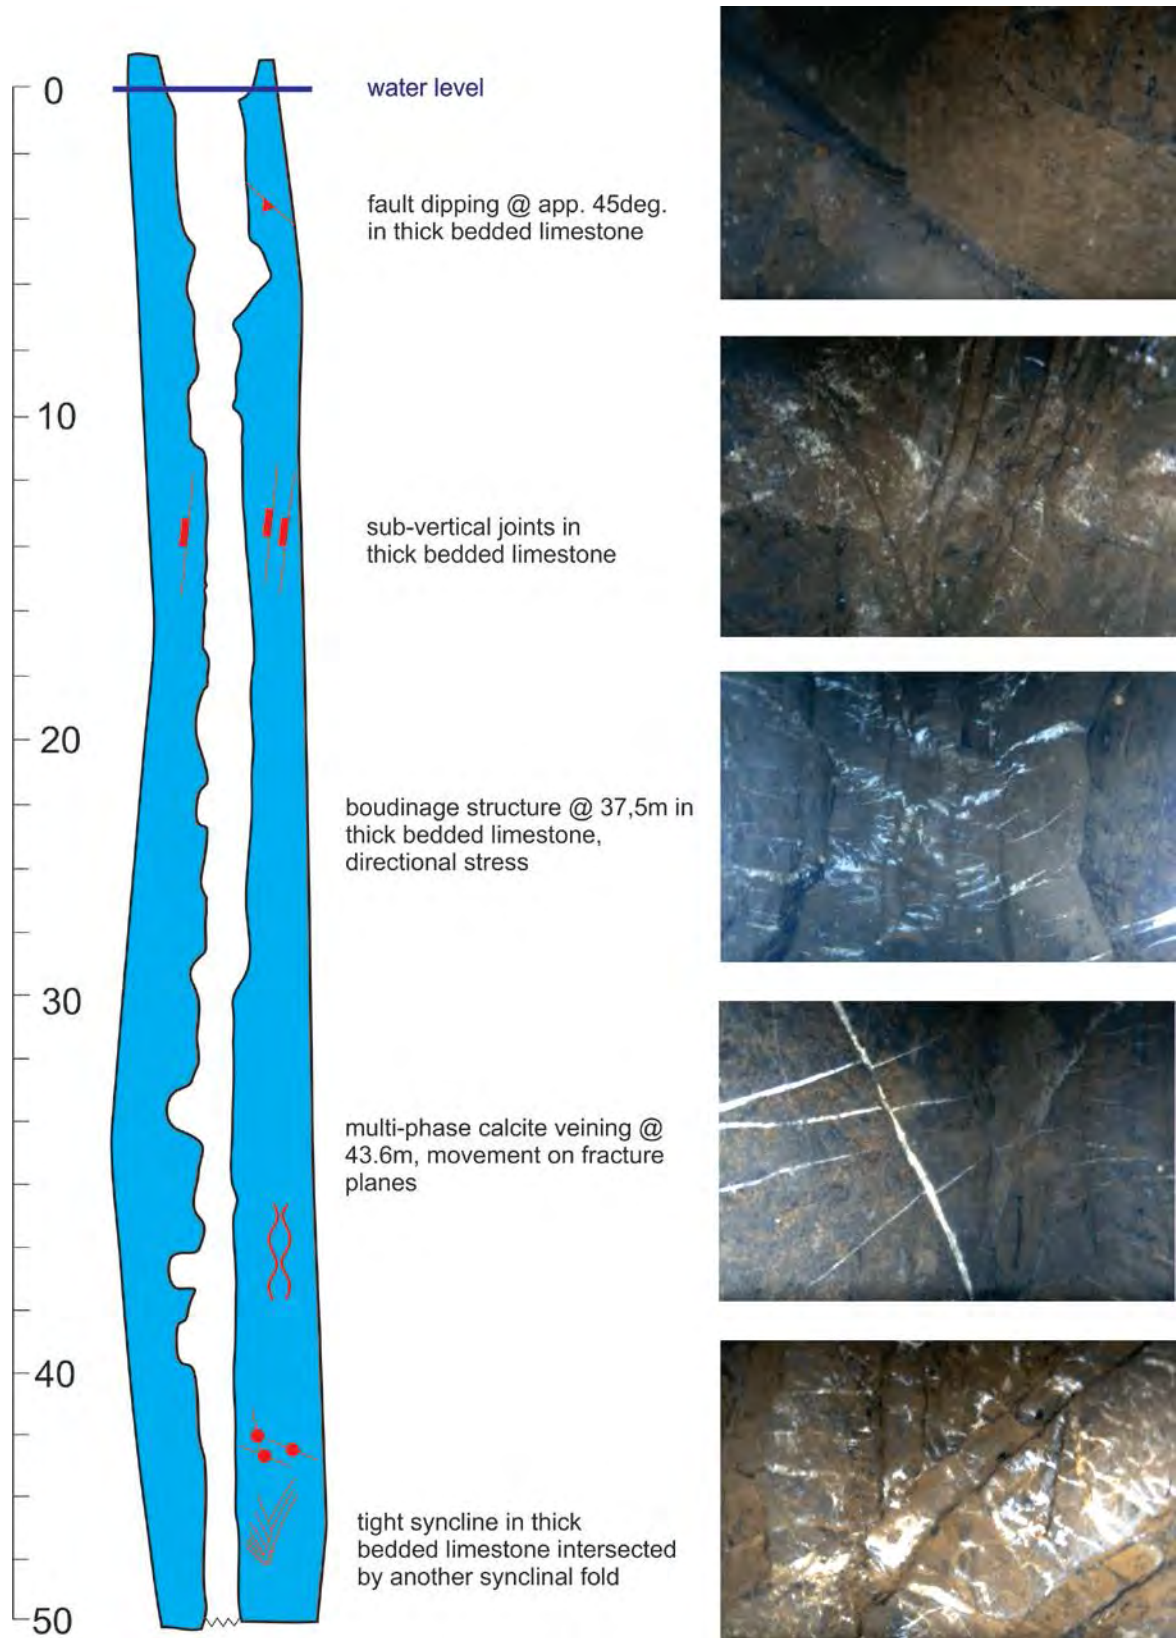 0
water level
fault dipping @ app. 45deg.
in thick bedded limestone
10
sub-vertical joints in
thick bedded limestone
20
boudinage structure @ 37,5m in
thick bedded limestone,
directional stress
30
multi-phase calcite veining @
43.6m, movement on fracture
planes
40
tight syncline in thick
bedded limestone intersected
by another synclinal fold
50